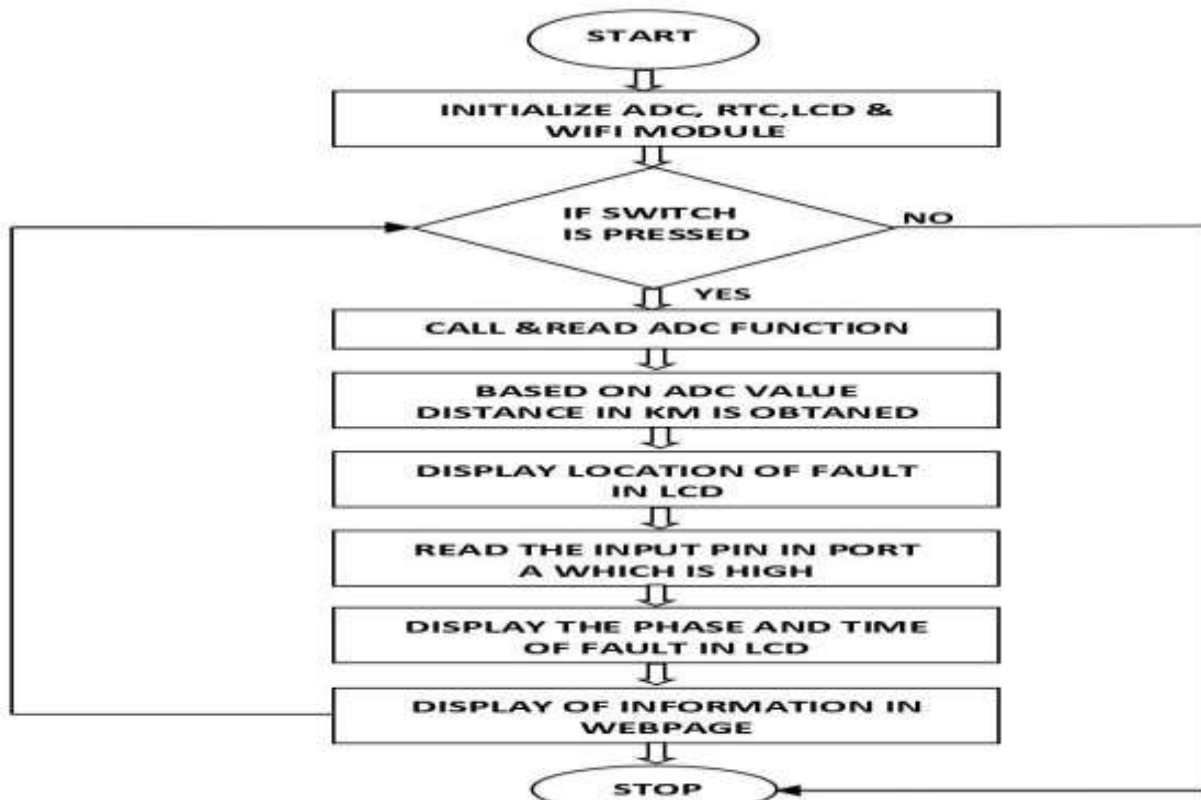 START
INITIALIZE ADC, RTC,LCD &
WIFI MODULE
IF SWITCH
IS PRESSED
NO
YES
CALL &READ ADC FUNCTION
BASED ON ADC VALUE
DISTANCE IN KM IS OBTANED
DISPLAY LOCATION OF FAULT
IN LCD
READ THE INPUT PIN IN PORT
A WHICH IS HIGH
DISPLAY THE PHASE AND TIME
OF FAULT IN LCD
DISPLAY OF INFORMATION IN
WEBPAGE
STOP